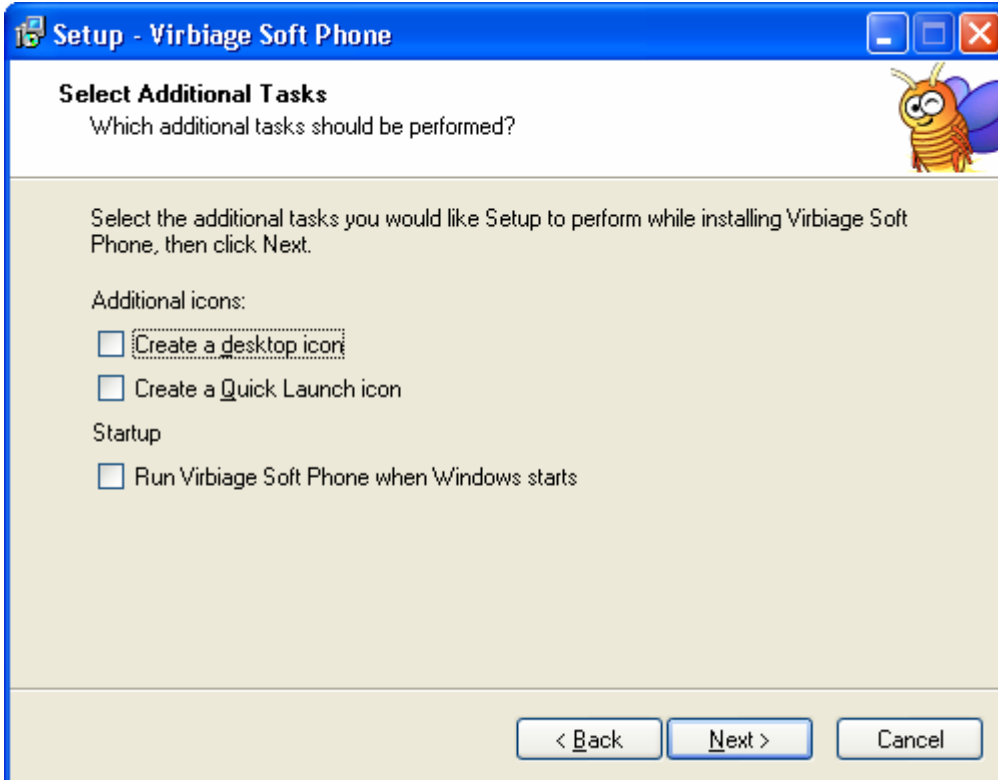 Setup - Virbiage Soft Phone
Select Additional Tasks
Which additional tasks should be performed?
Select the additional tasks you would like Setup to perform while installing Virbiage Soft
Phone, then click Next.
Additional icons:
Create a desktop icon
Create a Quick Launch icon
Startup
Run Virbiage Soft Phone when Windows starts
< Back Next > Cancel